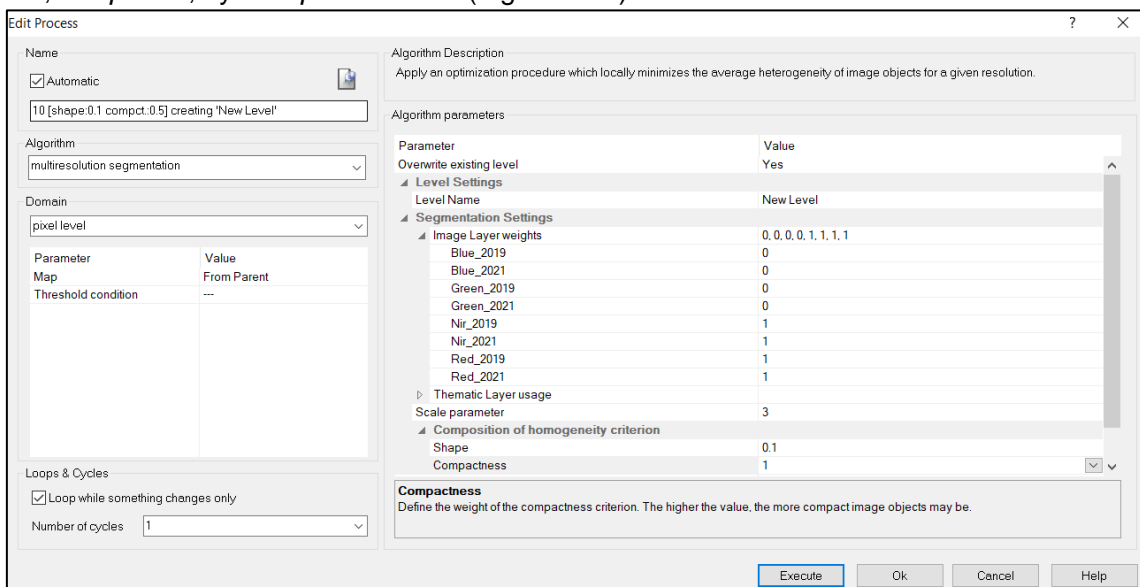 Edit Process ? ×
Name
Automatic
10 [shape:0.1 compct.:0.5] creating 'New Level'
Algorithm
multiresolution segmentation
Domain
pixel level
Parameter Value
Map From Parent
Threshold condition ---
Loops & Cycles
Loop while something changes only
Number of cycles 1
Algorithm Description
Apply an optimization procedure which locally minimizes the average heterogeneity of image objects for a given resolution.
Algorithm parameters
Parameter Value
Overwrite existing level Yes
Level Settings
Level Name New Level
Segmentation Settings
Image Layer weights 0, 0, 0, 0, 1, 1, 1, 1
Blue_2019 0
Blue_2021 0
Green_2019 0
Green_2021 0
Nir_2019 1
Nir_2021 1
Red_2019 1
Red_2021 1
Thematic Layer usage
Scale parameter 3
Composition of homogeneity criterion
Shape 0.1
Compactness 1
Compactness
Define the weight of the compactness criterion. The higher the value, the more compact image objects may be.
Execute Ok Cancel Help